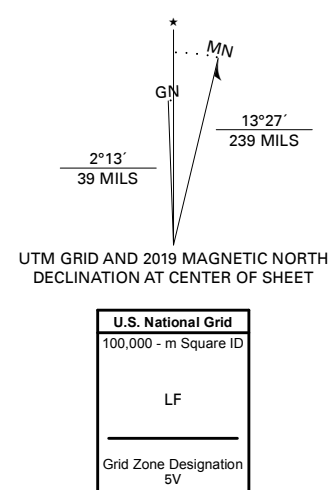 ★
MN
GN
13°27´
239 MILS
2°13´
39 MILS
UTM GRID AND 2019 MAGNETIC NORTH
DECLINATION AT CENTER OF SHEET
U.S. National Grid
100,000 - m Square ID
LF
Grid Zone Designation
5V